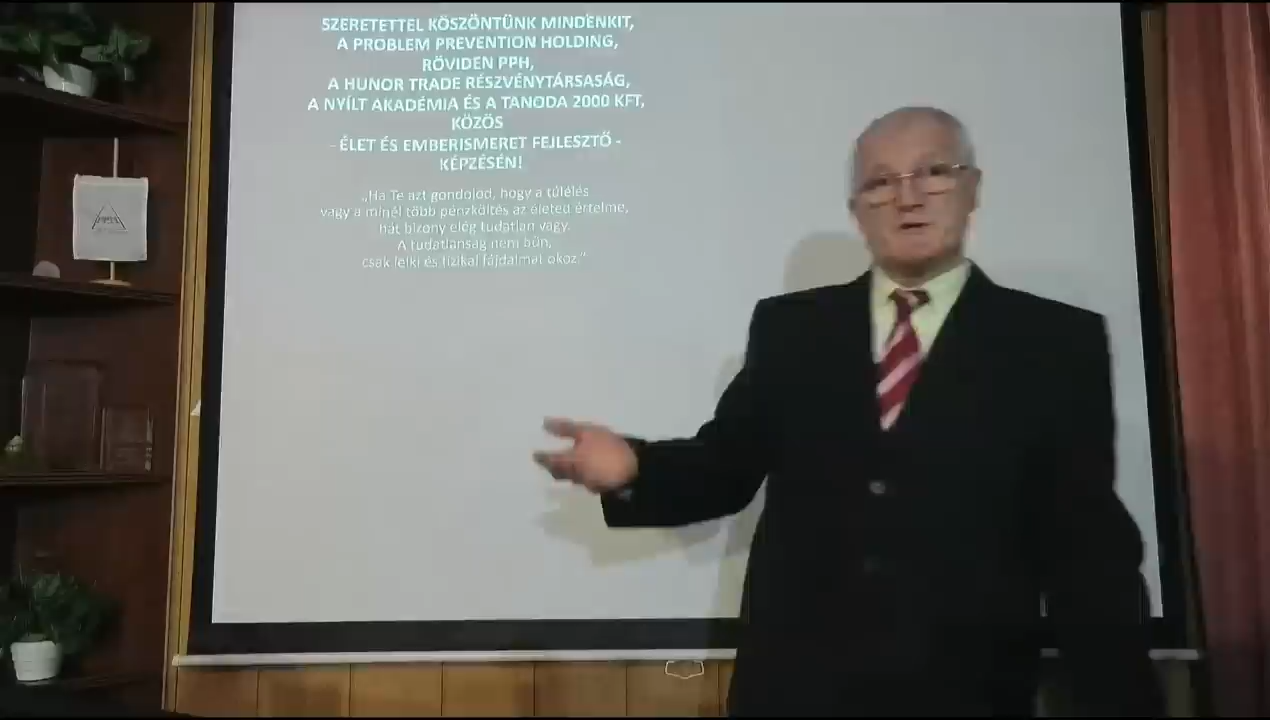 SZERETETTEL KÖSZÖNTÜNK MINDENKIT,
A PROBLEM PREVENTION HOLDING,
RÖVIDEN PPH,
A HUNOR TRADE RÉSZVÉNYTÁRSASÁG,
A NYÍLT AKADÉMIA ÉS A TANODA 2000 KFT,
KÖZÖS
- ÉLET ÉS EMBERISMERET FEJLESZTŐ -
KÉPZÉSÉN!
„Ha Te azt gondolod, hogy a túlélés
vagy a minél több pénzköltés az életed értelme,
hát bizony elég tudatlan vagy.
A tudatlanság nem bűn,
csak lelki és fizikai fájdalmat okoz.”